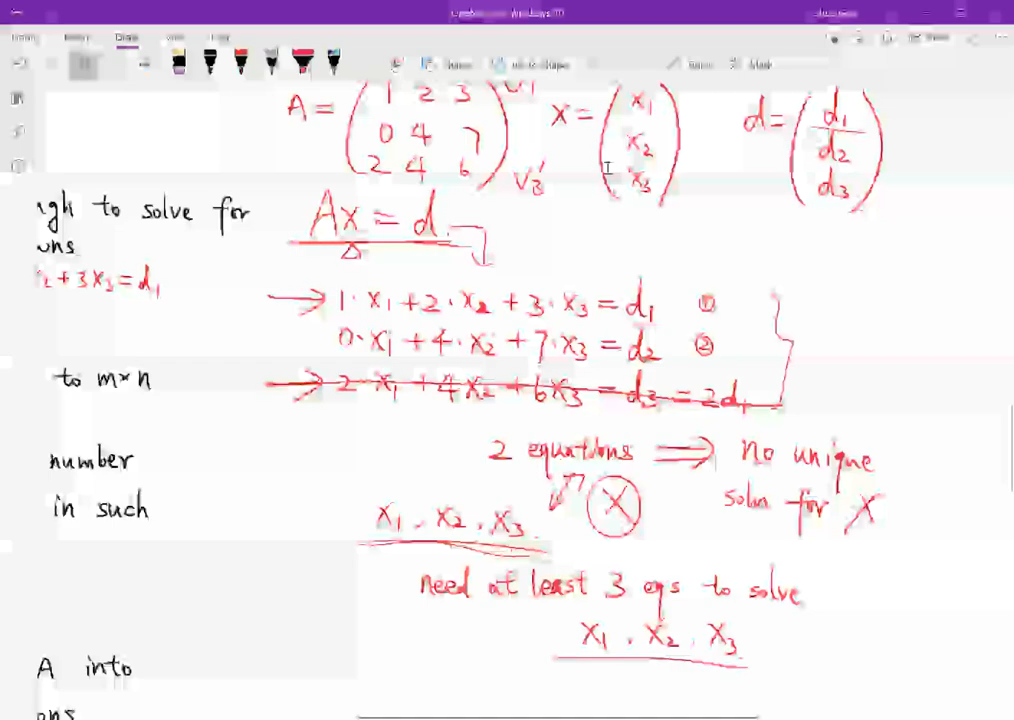 A = ( 1 2 3 V1'   x = ( x1   d = ( d1
0 4 7   x2   d2
2 4 6 ) V3'   x3 )   d3 )
to solve for   Ax = d
2 + 3x3 = d1
→ 1·x1 + 2·x2 + 3·x3 = d1 ①
0·x1 + 4·x2 + 7·x3 = d2 ②
to m×n   → 2·x1 + 4x2 + 6x3 = d3 = 2d1
number   2 equations ⟹ No unique
in such   X   soln for X
x1, x2, x3
need at least 3 eqs to solve
x1, x2, x3
A into